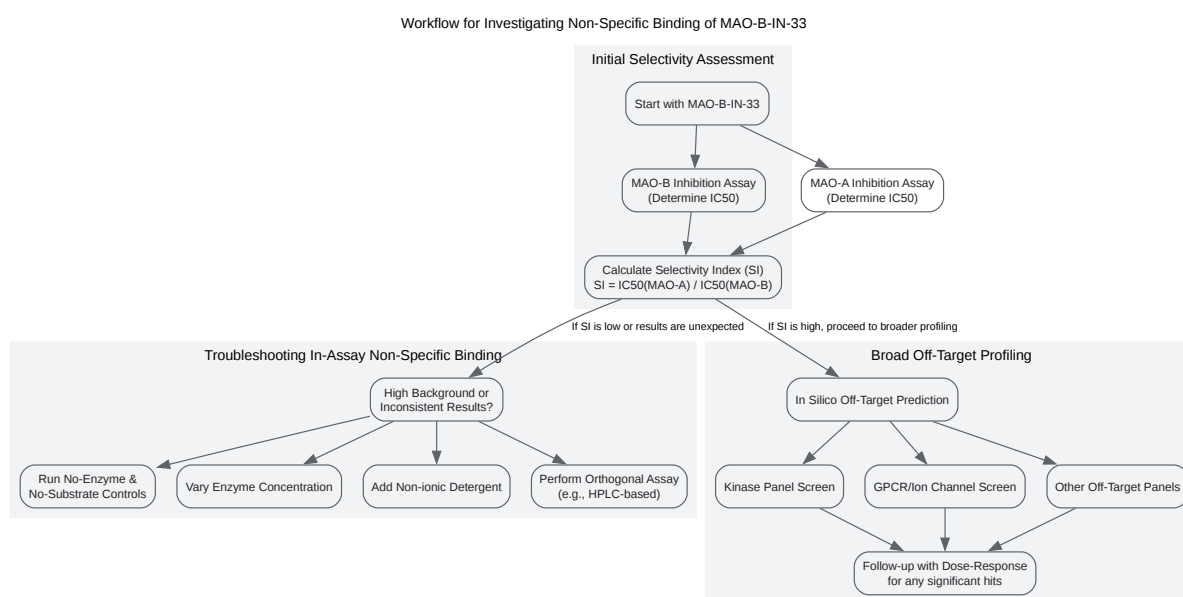 Workflow for Investigating Non-Specific Binding of MAO-B-IN-33
Initial Selectivity Assessment
Start with MAO-B-IN-33
MAO-B Inhibition Assay
(Determine IC50)
MAO-A Inhibition Assay
(Determine IC50)
Calculate Selectivity Index (SI)
SI = IC50(MAO-A) / IC50(MAO-B)
If SI is low or results are unexpected
If SI is high, proceed to broader profiling
Troubleshooting In-Assay Non-Specific Binding
High Background or
Inconsistent Results?
Run No-Enzyme &
No-Substrate Controls
Vary Enzyme Concentration
Add Non-ionic Detergent
Perform Orthogonal Assay
(e.g., HPLC-based)
Broad Off-Target Profiling
In Silico Off-Target Prediction
Kinase Panel Screen
GPCR/Ion Channel Screen
Other Off-Target Panels
Follow-up with Dose-Response
for any significant hits